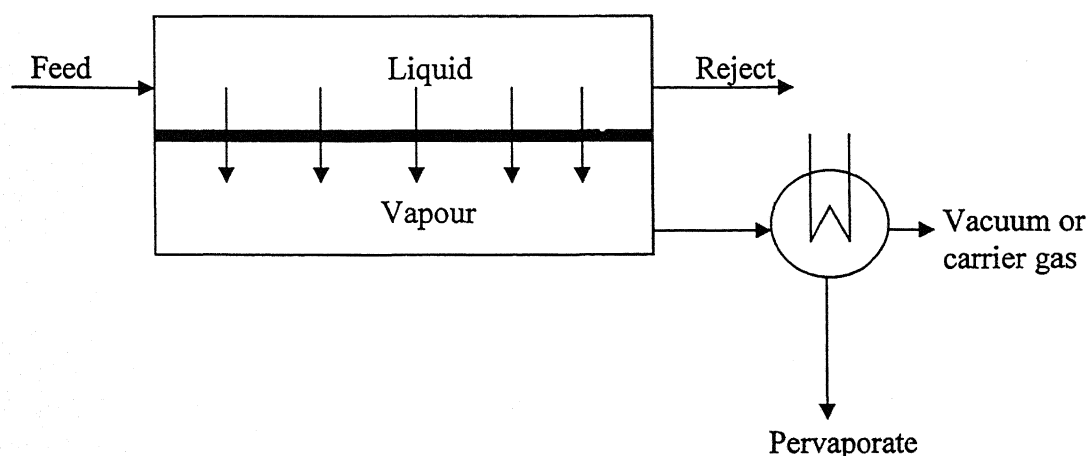 Feed
Liquid
Reject
Vapour
Vacuum or
carrier gas
Pervaporate